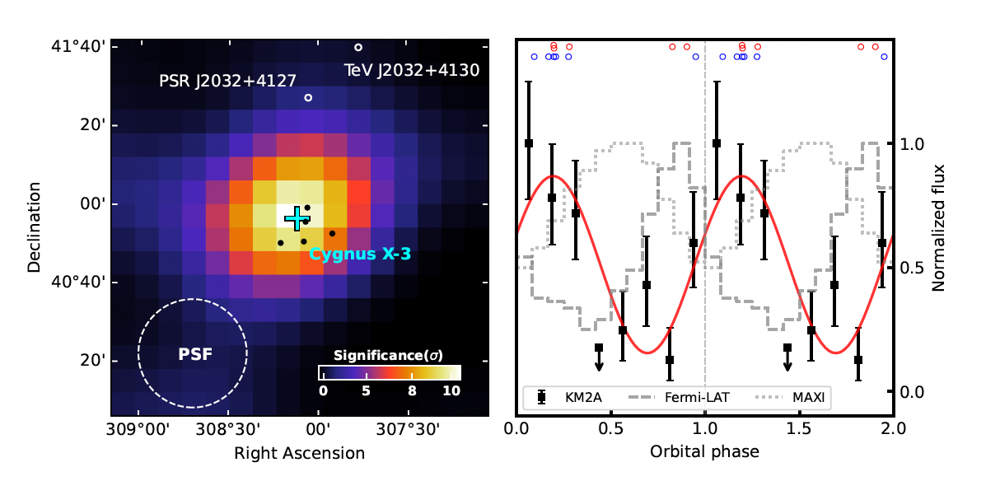 41°40'
20'
00'
40°40'
20'
Declination
TeV J2032+4130
PSR J2032+4127
Cygnus X-3
PSF
Significance(σ)
0 5 10
309°00' 308°30' 00' 307°30'
Right Ascension
KM2A Fermi-LAT MAXI
0.0 0.5 1.0 1.5 2.0
Orbital phase
1.0
0.5
0.0
Normalized flux